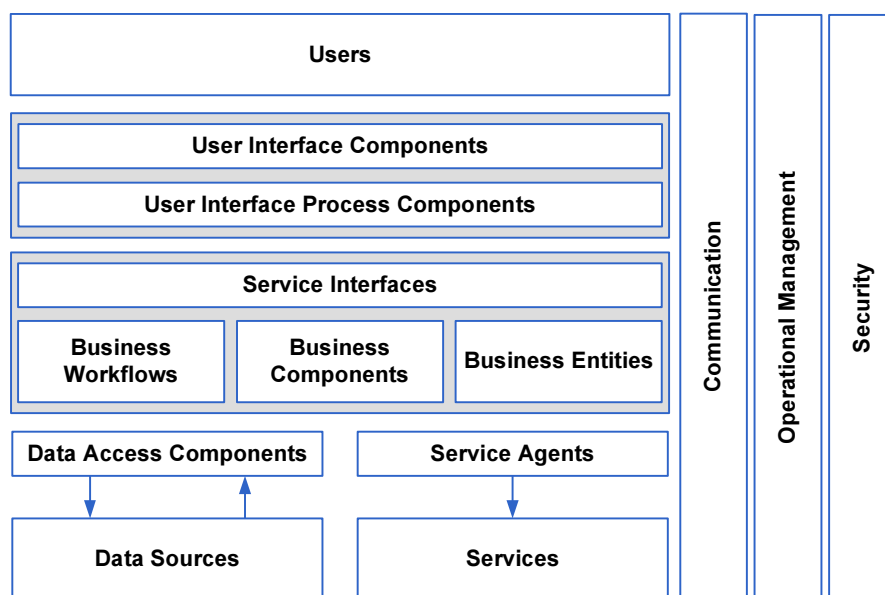 Users
User Interface Components
User Interface Process Components
Service Interfaces
Business
Workflows
Business
Components
Business Entities
Data Access Components
Service Agents
Data Sources
Services
Communication
Operational Management
Security